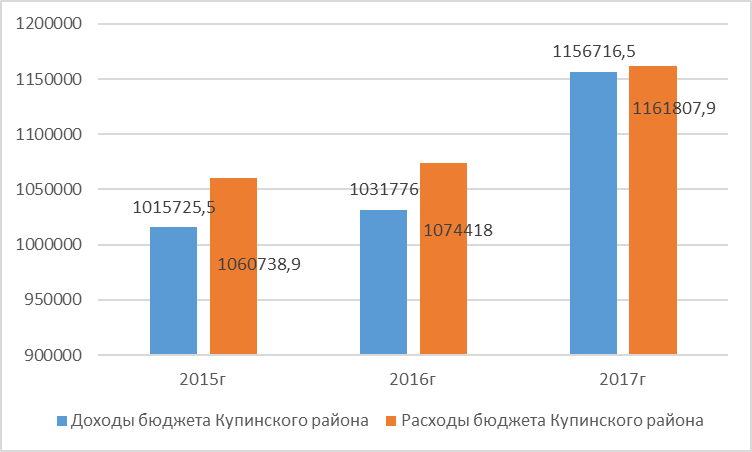 1200000
1150000
1100000
1050000
1000000
950000
900000
1015725,5
1060738,9
1031776
1074418
1156716,5
1161807,9
2015г
2016г
2017г
Доходы бюджета Купинского района
Расходы бюджета Купинского района